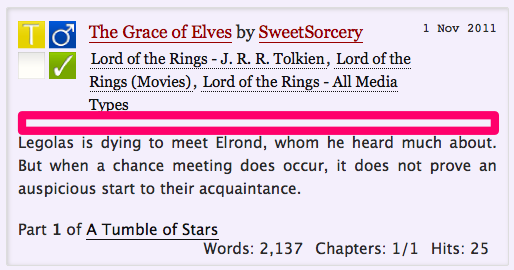 T
The Grace of Elves by SweetSorcery
1 Nov 2011
Lord of the Rings - J. R. R. Tolkien, Lord of the
Rings (Movies), Lord of the Rings - All Media
Types
Legolas is dying to meet Elrond, whom he heard much about.
But when a chance meeting does occur, it does not prove an
auspicious start to their acquaintance.
Part 1 of A Tumble of Stars
Words: 2,137 Chapters: 1/1 Hits: 25